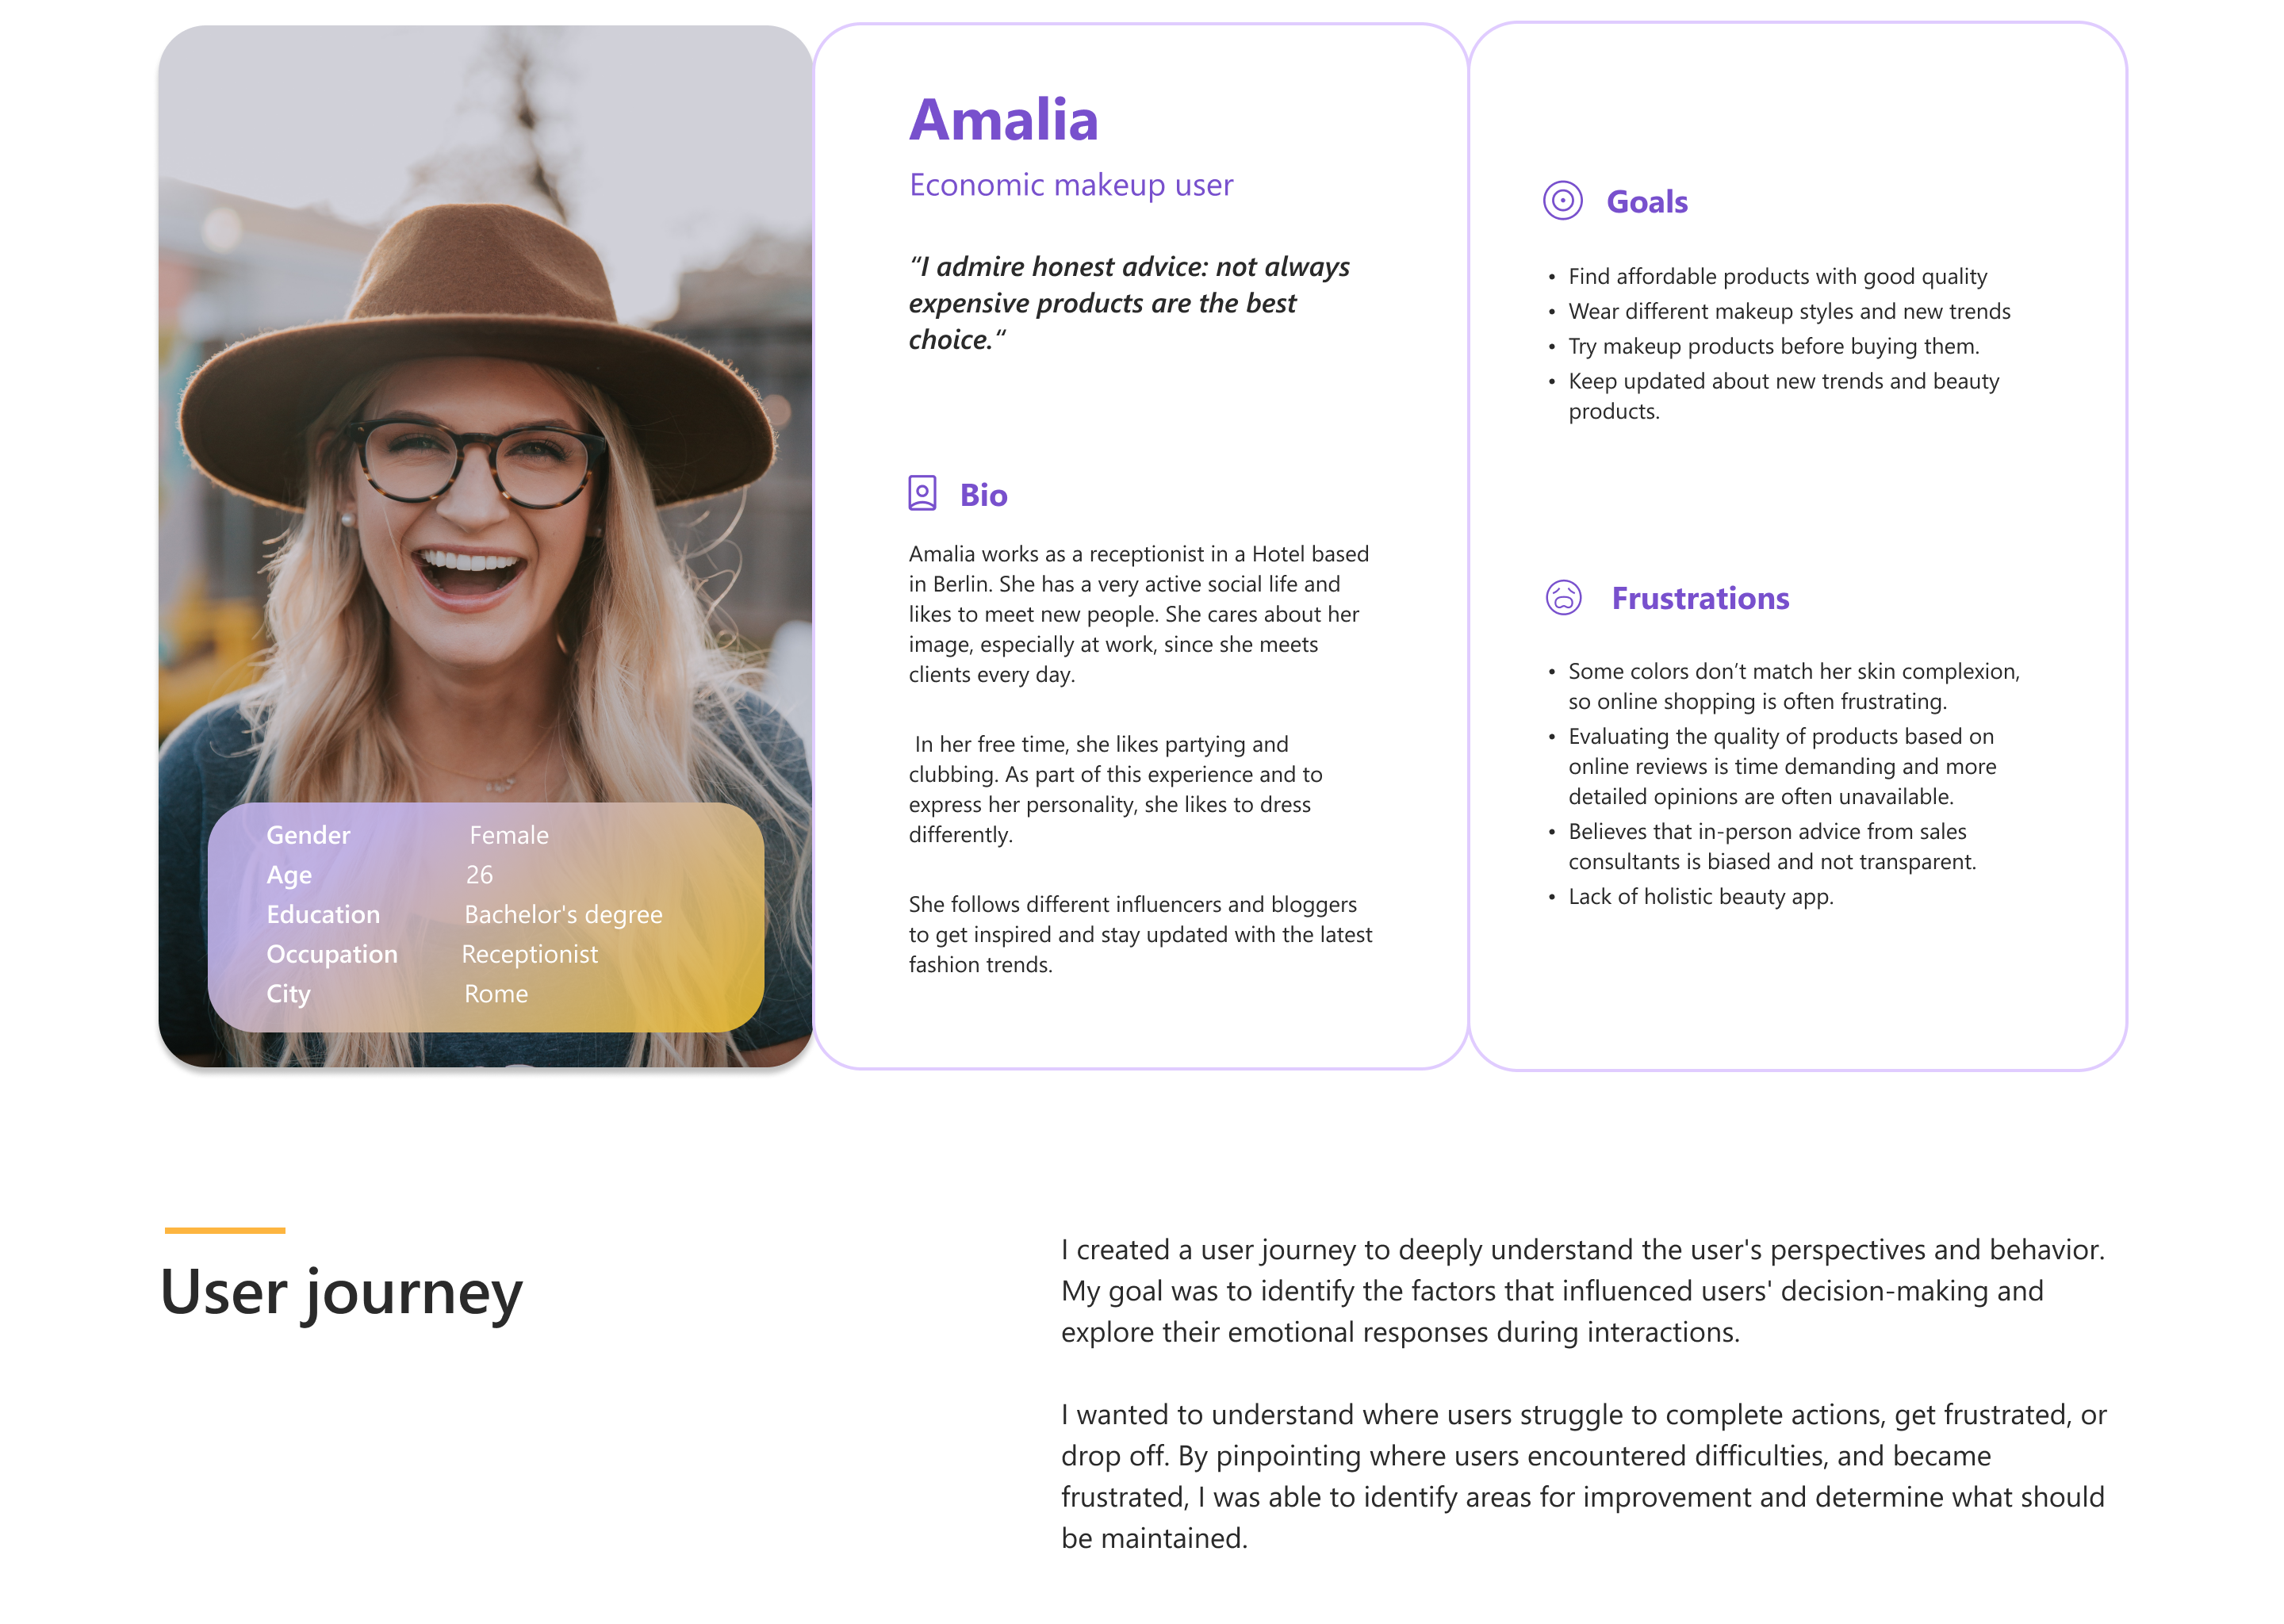 Gender Female
Age 26
Education Bachelor's degree
Occupation Receptionist
City Rome
Amalia
Economic makeup user
“I admire honest advice: not always
expensive products are the best
choice.“
Bio
Amalia works as a receptionist in a Hotel based
in Berlin. She has a very active social life and
likes to meet new people. She cares about her
image, especially at work, since she meets
clients every day.
In her free time, she likes partying and
clubbing. As part of this experience and to
express her personality, she likes to dress
differently.
She follows different influencers and bloggers
to get inspired and stay updated with the latest
fashion trends.
Goals
• Find affordable products with good quality
• Wear different makeup styles and new trends
• Try makeup products before buying them.
• Keep updated about new trends and beauty
products.
Frustrations
• Some colors don’t match her skin complexion,
so online shopping is often frustrating.
• Evaluating the quality of products based on
online reviews is time demanding and more
detailed opinions are often unavailable.
• Believes that in-person advice from sales
consultants is biased and not transparent.
• Lack of holistic beauty app.
User journey
I created a user journey to deeply understand the user's perspectives and behavior.
My goal was to identify the factors that influenced users' decision-making and
explore their emotional responses during interactions.
I wanted to understand where users struggle to complete actions, get frustrated, or
drop off. By pinpointing where users encountered difficulties, and became
frustrated, I was able to identify areas for improvement and determine what should
be maintained.